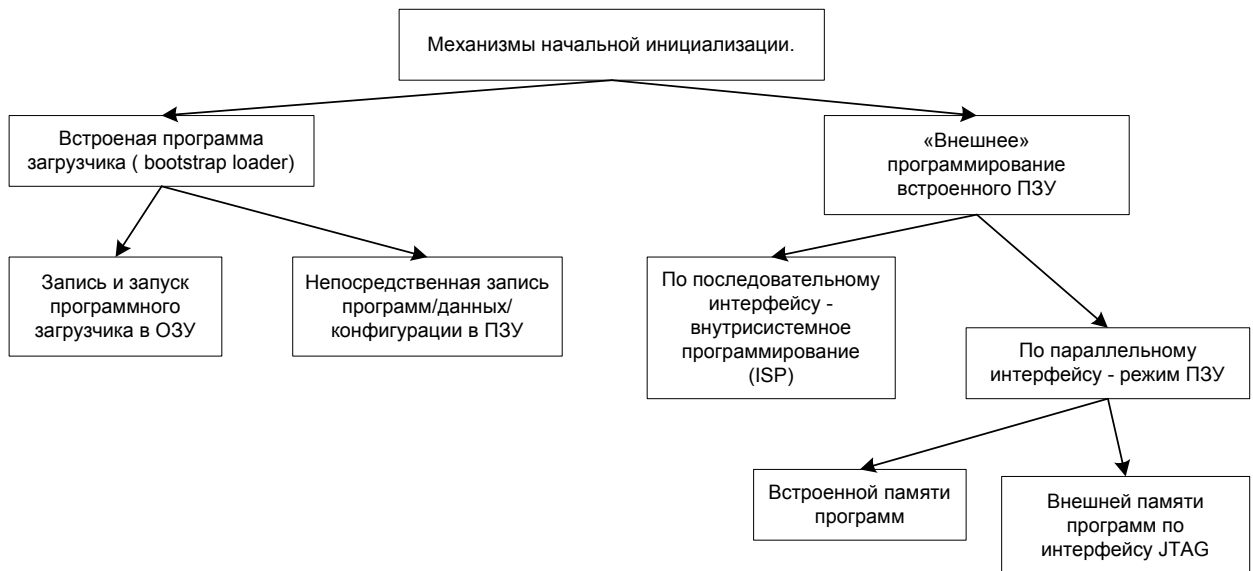 Механизмы начальной инициализации.
Встроеная программа
загрузчика ( bootstrap loader)
«Внешнее»
программирование
встроенного ПЗУ
Запись и запуск
программного
загрузчика в ОЗУ
Непосредственная запись
программ/данных/
конфигурации в ПЗУ
По последовательному
интерфейсу -
внутрисистемное
программирование
(ISP)
По параллельному
интерфейсу - режим ПЗУ
Встроенной памяти
программ
Внешней памяти
программ по
интерфейсу JTAG